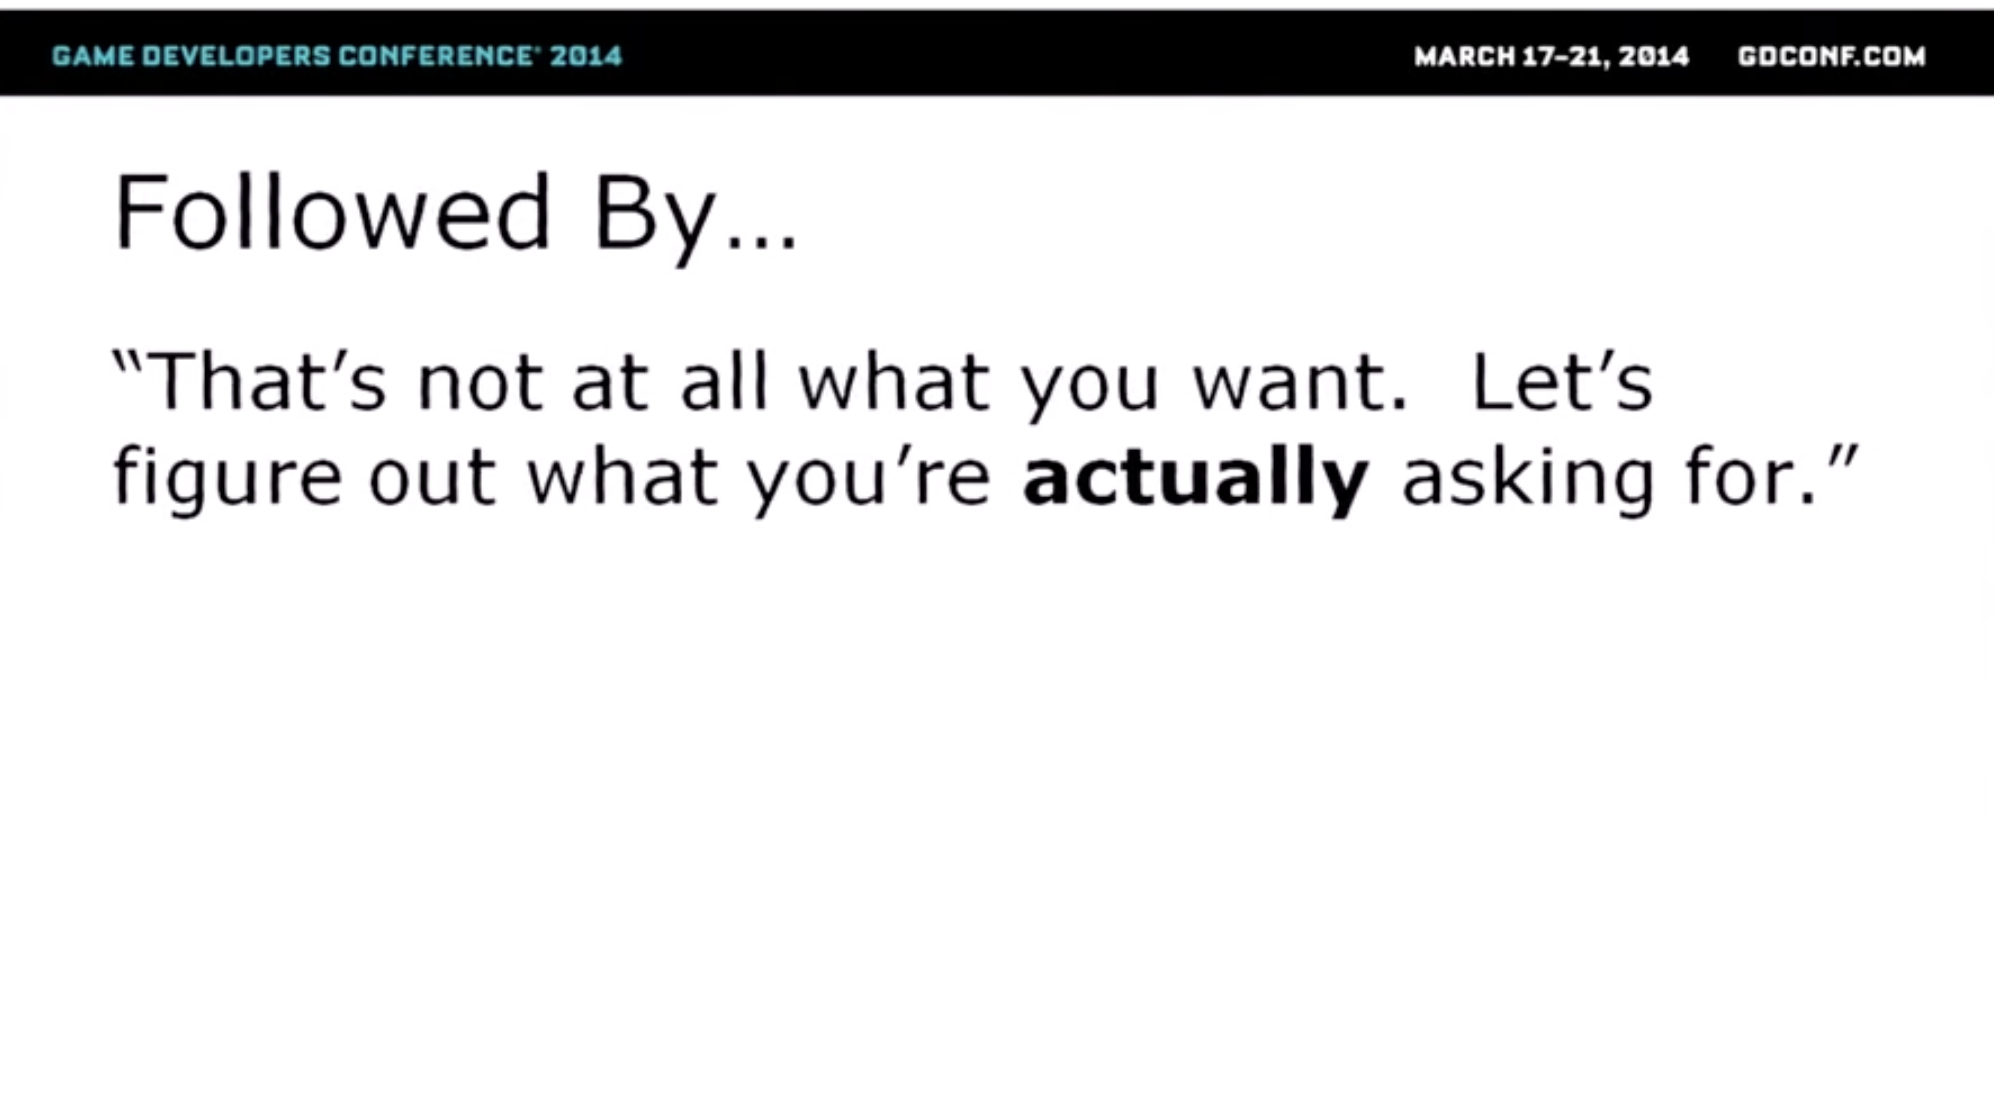 GAME DEVELOPERS CONFERENCE® 2014
MARCH 17–21, 2014
GDCONF.COM
Followed By…
“That’s not at all what you want.  Let’s
figure out what you’re actually asking for.”